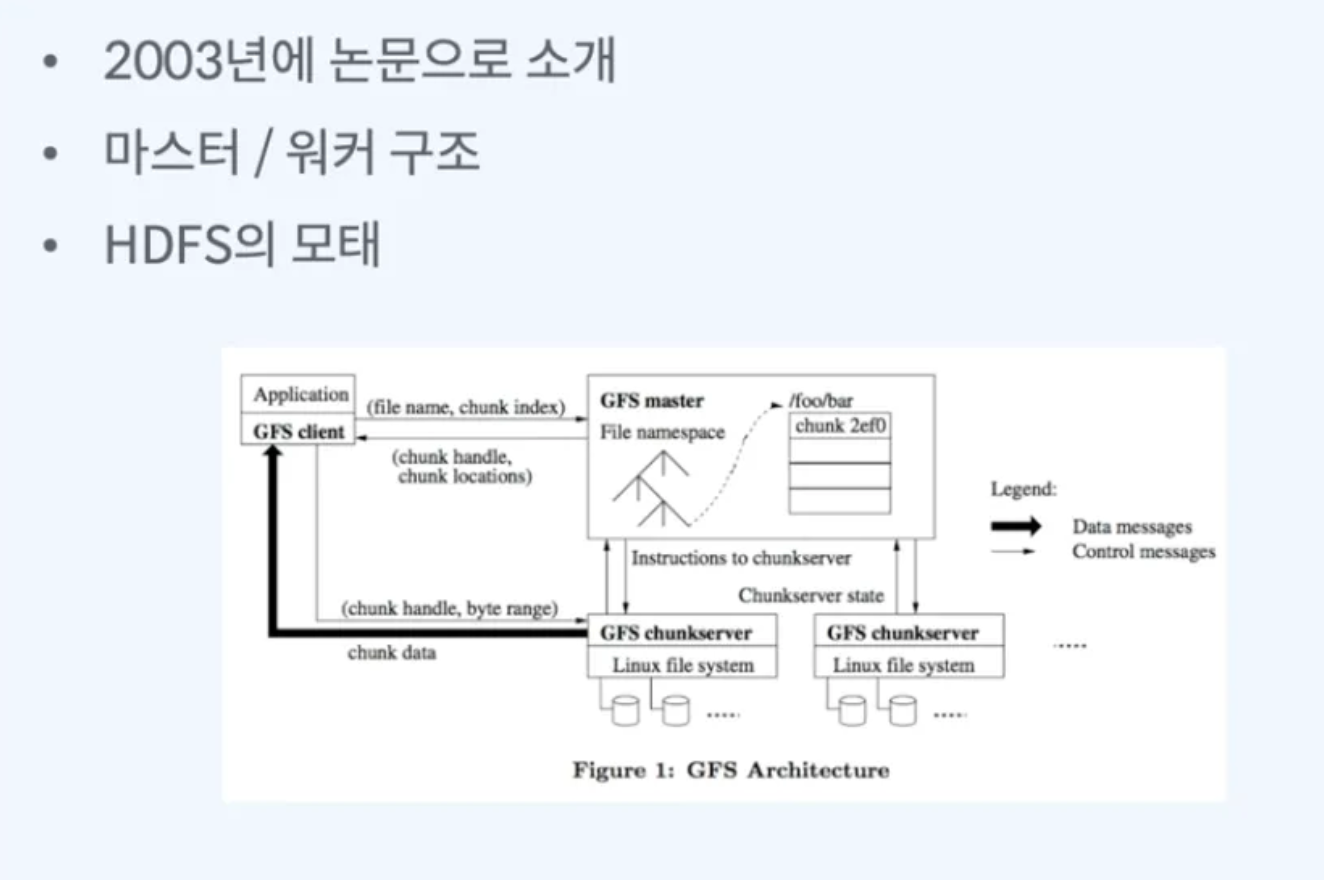 • 2003년에 논문으로 소개
• 마스터 / 워커 구조
• HDFS의 모태
Application
GFS client
(file name, chunk index)
(chunk handle,
chunk locations)
GFS master
File namespace
/foo/bar
chunk 2ef0
Legend:
Data messages
Control messages
Instructions to chunkserver
Chunkserver state
(chunk handle, byte range)
chunk data
GFS chunkserver
Linux file system
GFS chunkserver
Linux file system
Figure 1: GFS Architecture